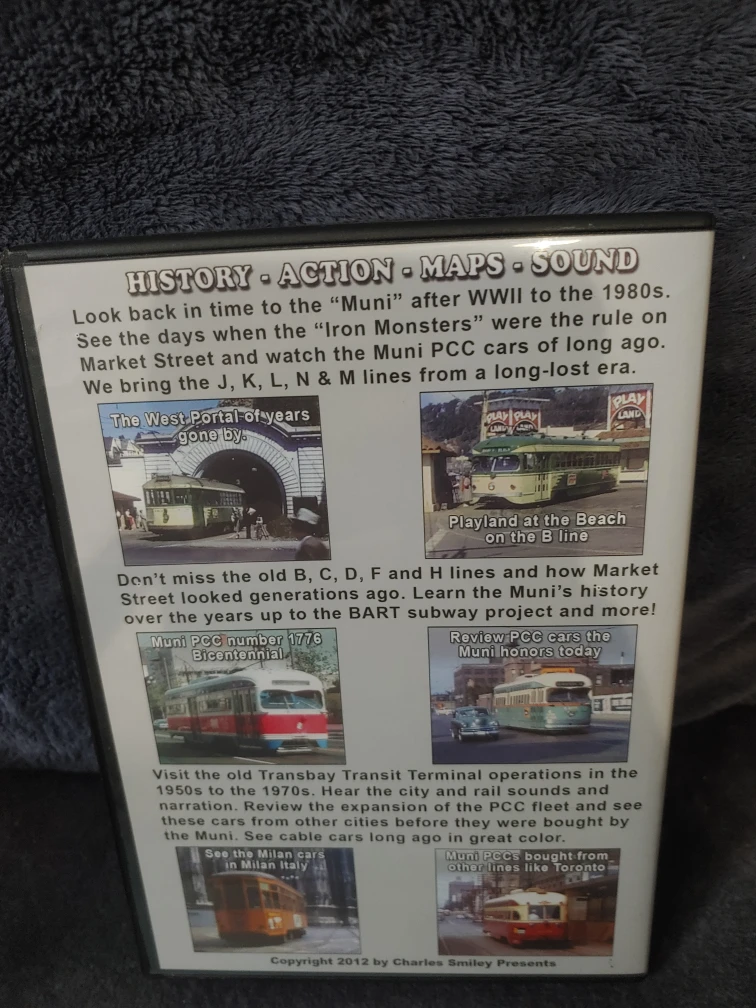 HISTORY - ACTION - MAPS - SOUND
Look back in time to the “Muni” after WWII to the 1980s.
See the days when the “Iron Monsters” were the rule on
Market Street and watch the Muni PCC cars of long ago.
We bring the J, K, L, N & M lines from a long-lost era.
The West Portal of years
gone by.
PLAY PLAY
LAND LAND
PLAY
LAND
6
Playland at the Beach
on the B line
Don't miss the old B, C, D, F and H lines and how Market
Street looked generations ago. Learn the Muni's history
over the years up to the BART subway project and more!
Muni PCC number 1776
Bicentennial
Review PCC cars the
Muni honors today
Visit the old Transbay Transit Terminal operations in the
1950s to the 1970s. Hear the city and rail sounds and
narration. Review the expansion of the PCC fleet and see
these cars from other cities before they were bought by
the Muni. See cable cars long ago in great color.
See the Milan cars
in Milan Italy
Muni PCCs bought from
other lines like Toronto
Copyright 2012 by Charles Smiley Presents